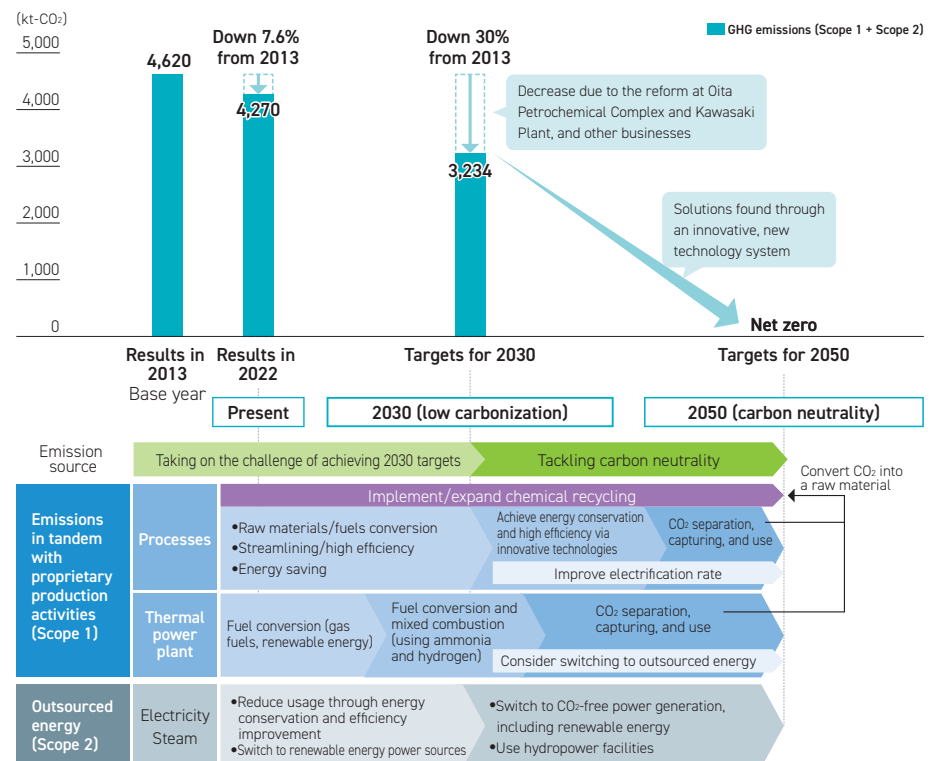 (kt-CO₂)
5,000
4,000
3,000
2,000
1,000
0
GHG emissions (Scope 1 + Scope 2)
4,620
Down 7.6%
from 2013
4,270
Down 30%
from 2013
3,234
Decrease due to the reform at Oita
Petrochemical Complex and Kawasaki
Plant, and other businesses
Solutions found through
an innovative, new
technology system
Net zero
Results in
2013
Base year
Results in
2022
Targets for 2030
Targets for 2050
Present
2030 (low carbonization)
2050 (carbon neutrality)
Emission
source
Taking on the challenge of achieving 2030 targets
Tackling carbon neutrality
Convert CO₂ into
a raw material
Implement/expand chemical recycling
Emissions
in tandem
with
proprietary
production
activities
(Scope 1)
Processes
•Raw materials/fuels conversion
•Streamlining/high efficiency
•Energy saving
Achieve energy conservation
and high efficiency via
innovative technologies
CO₂ separation,
capturing, and use
Improve electrification rate
Thermal
power
plant
Fuel conversion (gas
fuels, renewable energy)
Fuel conversion and
mixed combustion
(using ammonia
and hydrogen)
CO₂ separation,
capturing, and use
Consider switching to outsourced energy
Outsourced
energy
(Scope 2)
Electricity
Steam
•Reduce usage through energy
conservation and efficiency
improvement
•Switch to renewable energy power sources
•Switch to CO₂-free power generation,
including renewable energy
•Use hydropower facilities